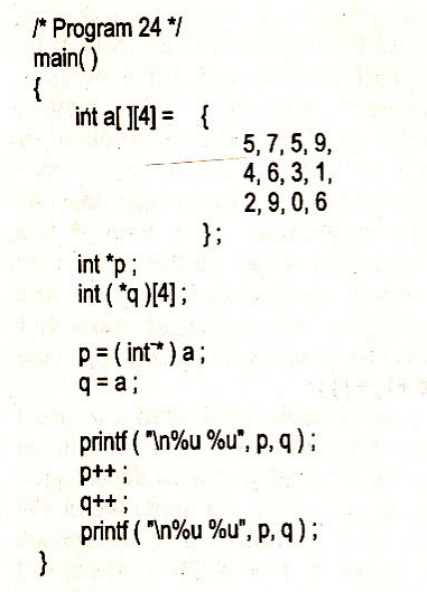 /* Program 24 */
main( )
{
int a[ ][4] = {
5, 7, 5, 9,
4, 6, 3, 1,
2, 9, 0, 6
} ;
int *p ;
int ( *q )[4] ;
p = ( int * ) a ;
q = a ;
printf ( "\n%u %u", p, q ) ;
p++ ;
q++ ;
printf ( "\n%u %u", p, q ) ;
}